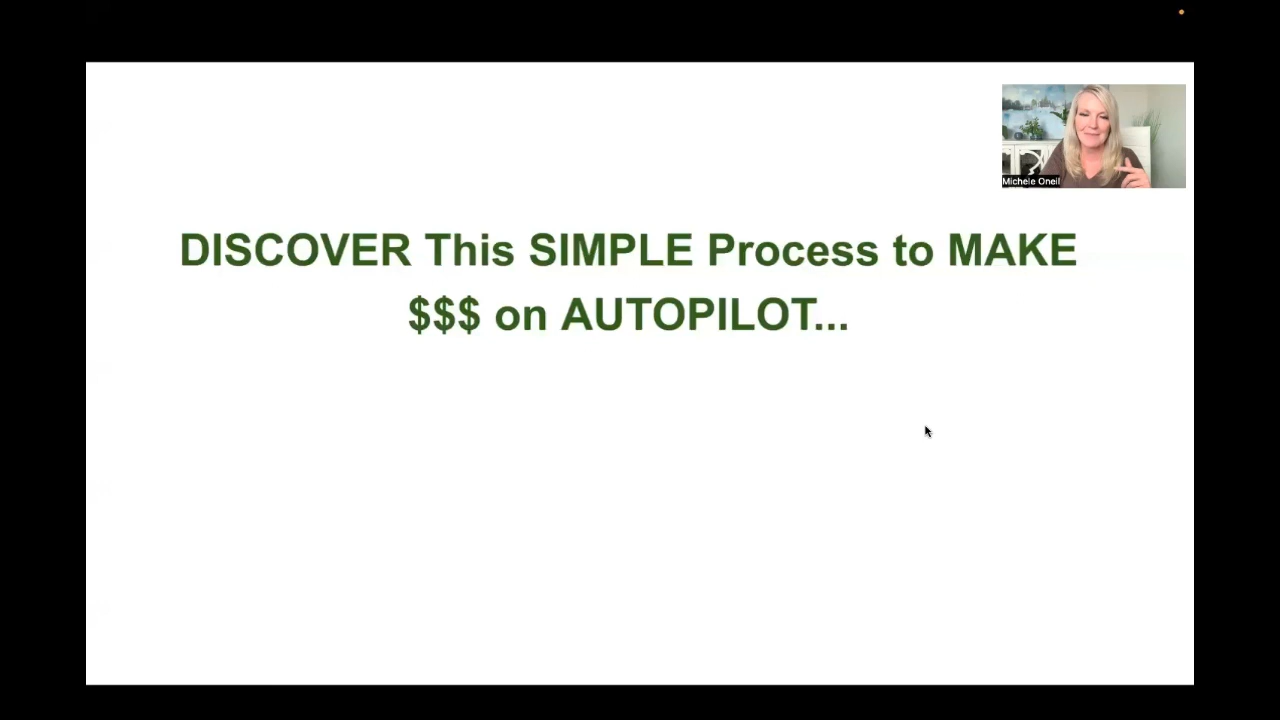 Michele Oneil
DISCOVER This SIMPLE Process to MAKE
$$$ on AUTOPILOT...